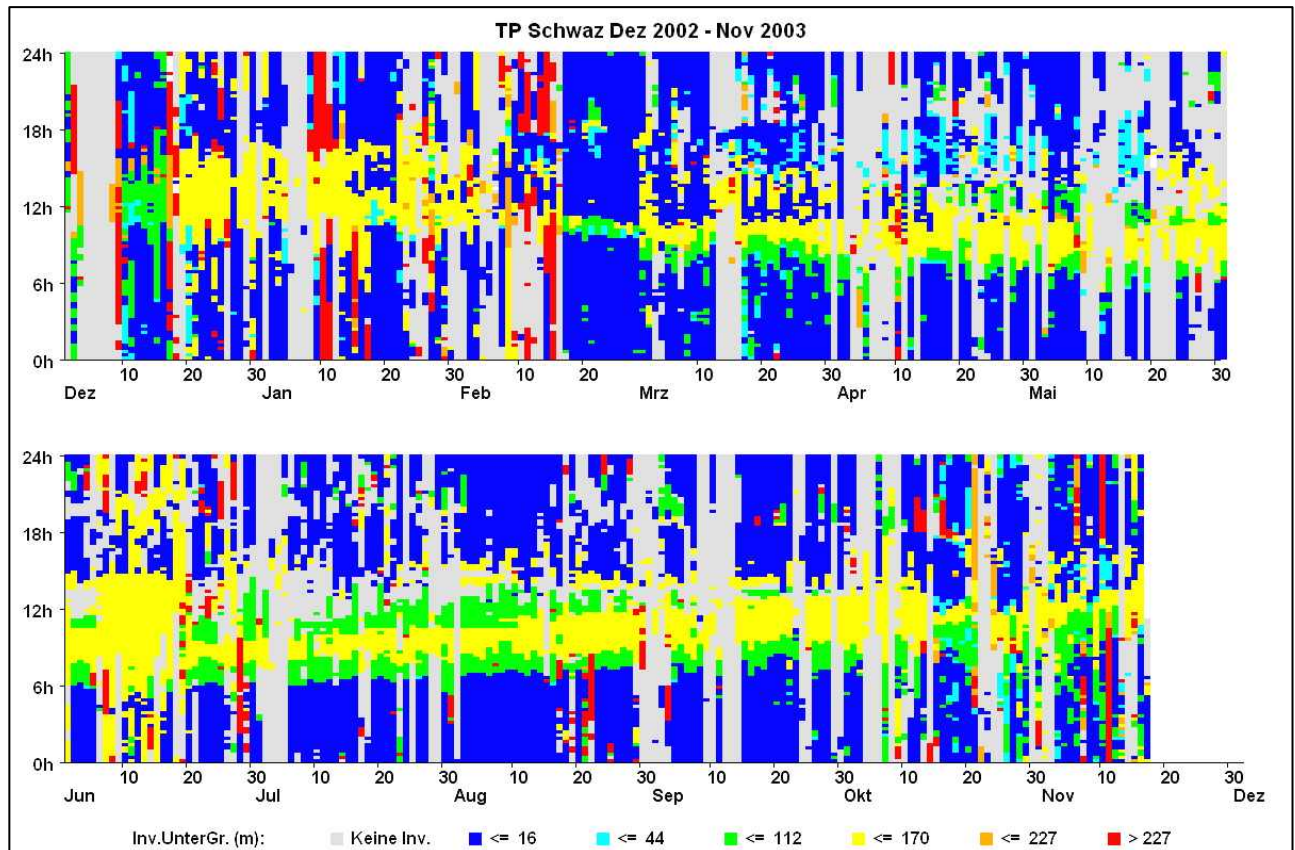 TP Schwaz Dez 2002 - Nov 2003
24h
18h
12h
6h
0h
10 20 30 10 20 30 10 20 10 20 30 10 20 30 10 20 30
Dez Jan Feb Mrz Apr Mai
24h
18h
12h
6h
0h
10 20 30 10 20 30 10 20 30 10 20 30 10 20 30 10 20 30
Jun Jul Aug Sep Okt Nov Dez
Inv.UnterGr. (m): Keine Inv. <= 16 <= 44 <= 112 <= 170 <= 227 > 227